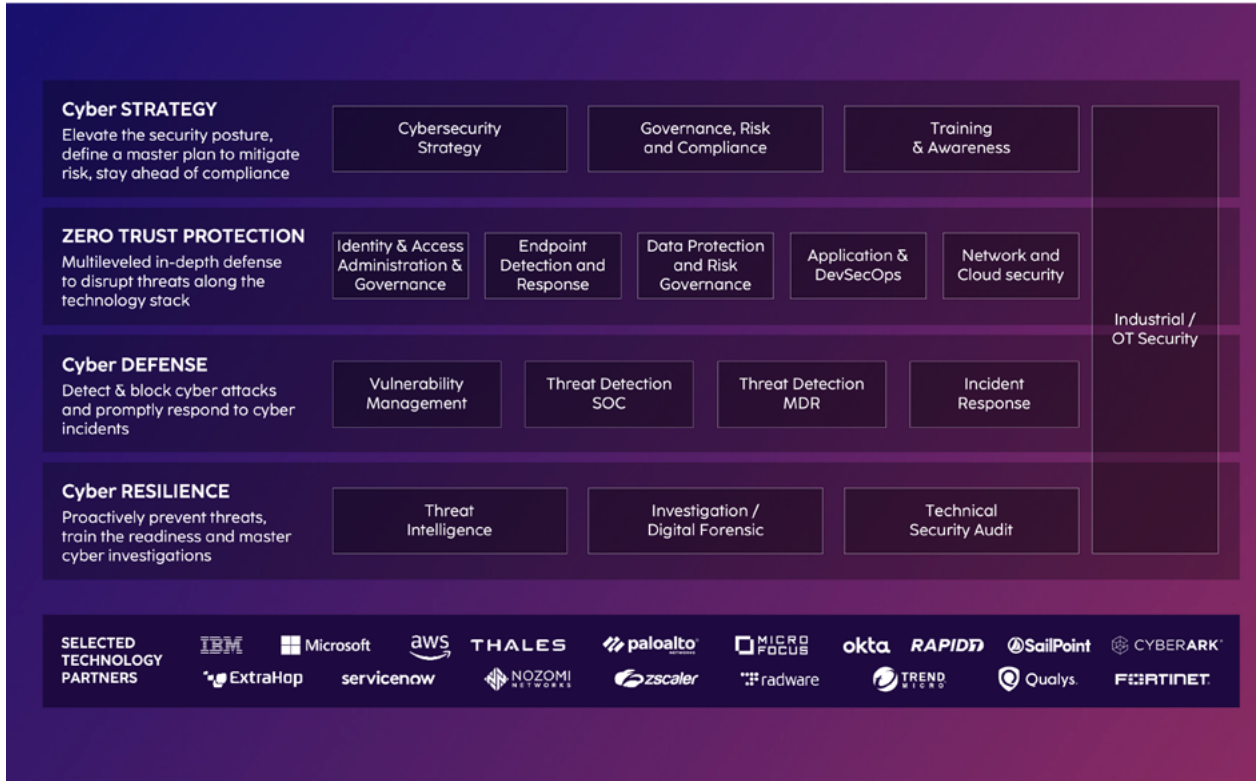 Cyber STRATEGY
Elevate the security posture,
define a master plan to mitigate
risk, stay ahead of compliance
Cybersecurity
Strategy
Governance, Risk
and Compliance
Training
& Awareness
ZERO TRUST PROTECTION
Multileveled in-depth defense
to disrupt threats along the
technology stack
Identity & Access
Administration &
Governance
Endpoint
Detection and
Response
Data Protection
and Risk
Governance
Application &
DevSecOps
Network and
Cloud security
Industrial /
OT Security
Cyber DEFENSE
Detect & block cyber attacks
and promptly respond to cyber
incidents
Vulnerability
Management
Threat Detection
SOC
Threat Detection
MDR
Incident
Response
Cyber RESILIENCE
Proactively prevent threats,
train the readiness and master
cyber investigations
Threat
Intelligence
Investigation /
Digital Forensic
Technical
Security Audit
SELECTED
TECHNOLOGY
PARTNERS
IBM
Microsoft
aws
THALES
paloalto
NETWORKS
MICRO
FOCUS
okta
RAPID7
SailPoint
CYBERARK
ExtraHop
servicenow
NOZOMI
NETWORKS
zscaler
radware
TREND
MICRO
Qualys.
FORTINET